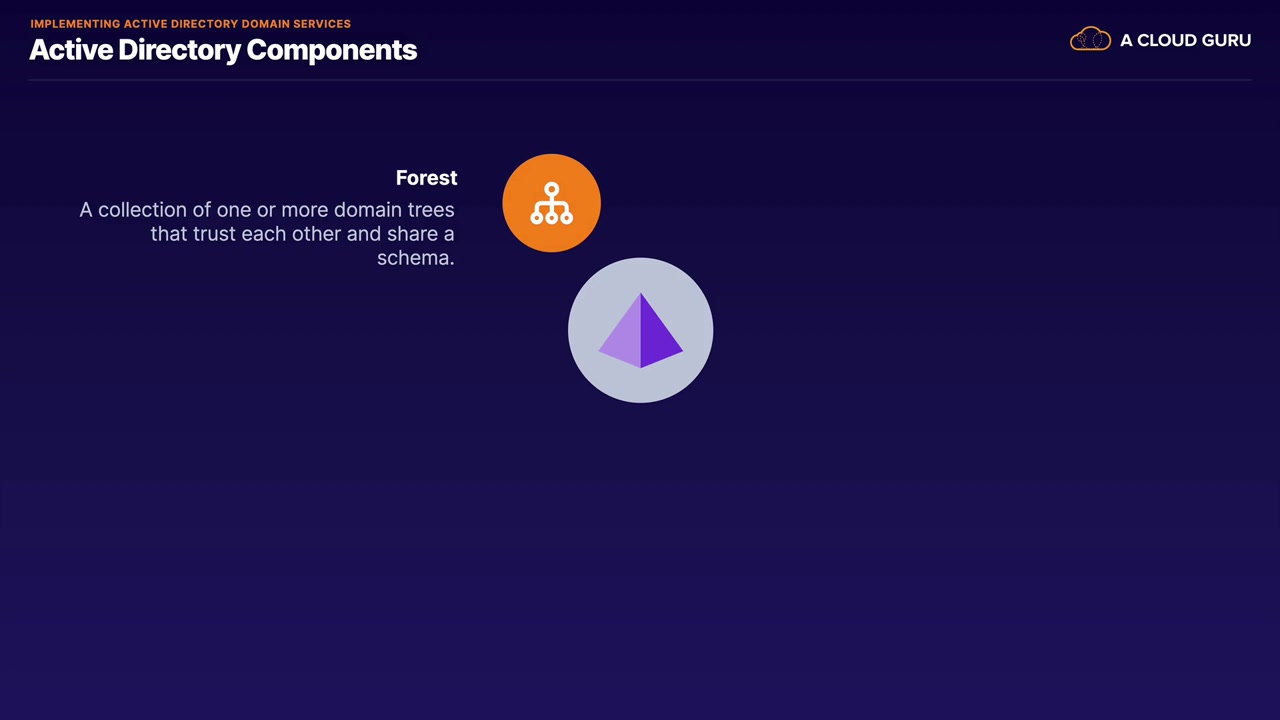 IMPLEMENTING ACTIVE DIRECTORY DOMAIN SERVICES
Active Directory Components
A CLOUD GURU
Forest
A collection of one or more domain trees
that trust each other and share a
schema.